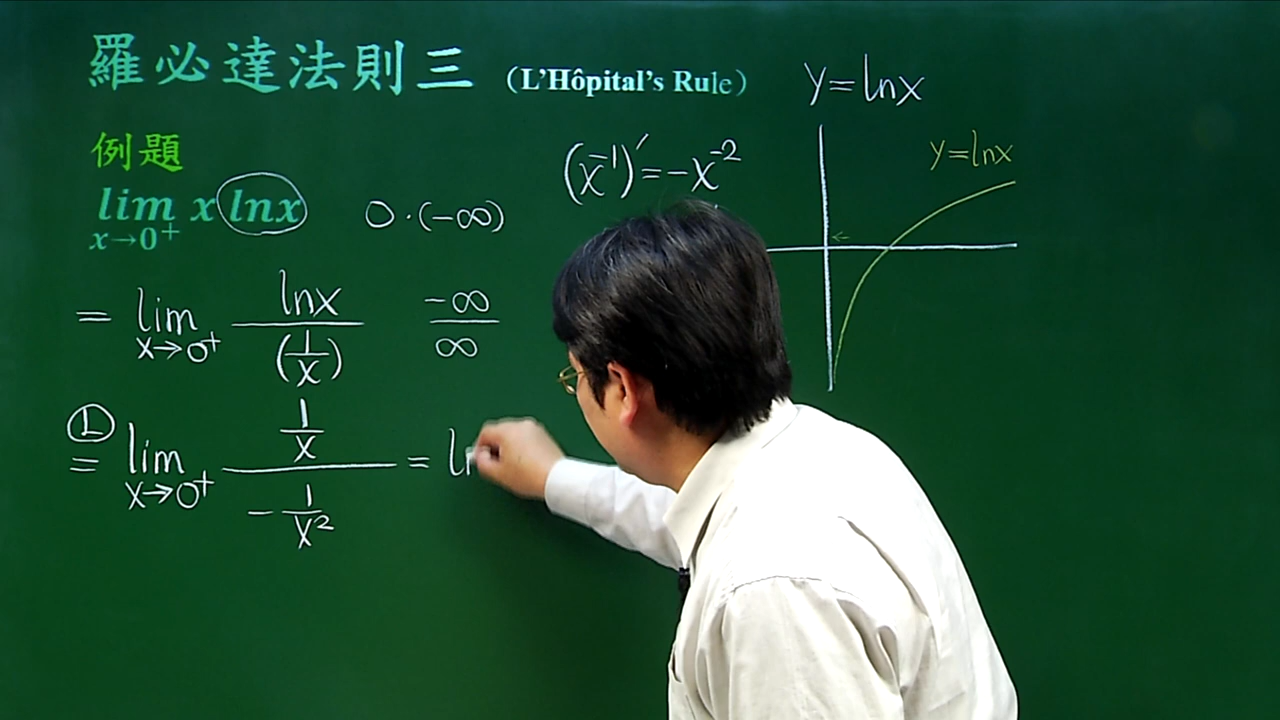 羅必達法則三 (L'Hôpital's Rule)
例題
lim x→0⁺ x lnx 0·(-∞)
= lim x→0⁺ lnx / (1/x) -∞/∞
Ⓛ = lim x→0⁺ (1/x) / (-1/x²) = li
(x⁻¹)′ = -x⁻²
y=lnx
y=lnx